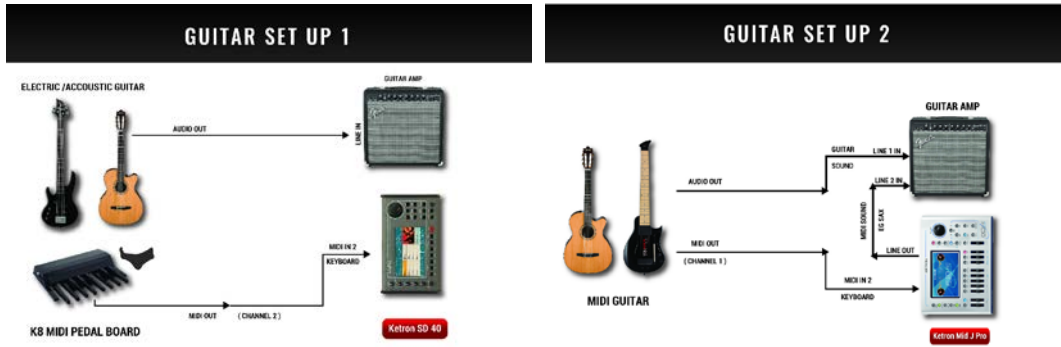 GUITAR SET UP 1
ELECTRIC /ACCOUSTIC GUITAR
GUITAR AMP
AUDIO OUT
LINE IN
MIDI IN 2
KEYBOARD
MIDI OUT
( CHANNEL 2 )
K8 MIDI PEDAL BOARD
Ketron SD 40
GUITAR SET UP 2
GUITAR AMP
GUITAR
SOUND
LINE 1 IN
LINE 2 IN
AUDIO OUT
MIDI SOUND
EG SAX
MIDI OUT
( CHANNEL 1 )
LINE OUT
MIDI IN 2
KEYBOARD
MIDI GUITAR
Ketron Mid J Pro